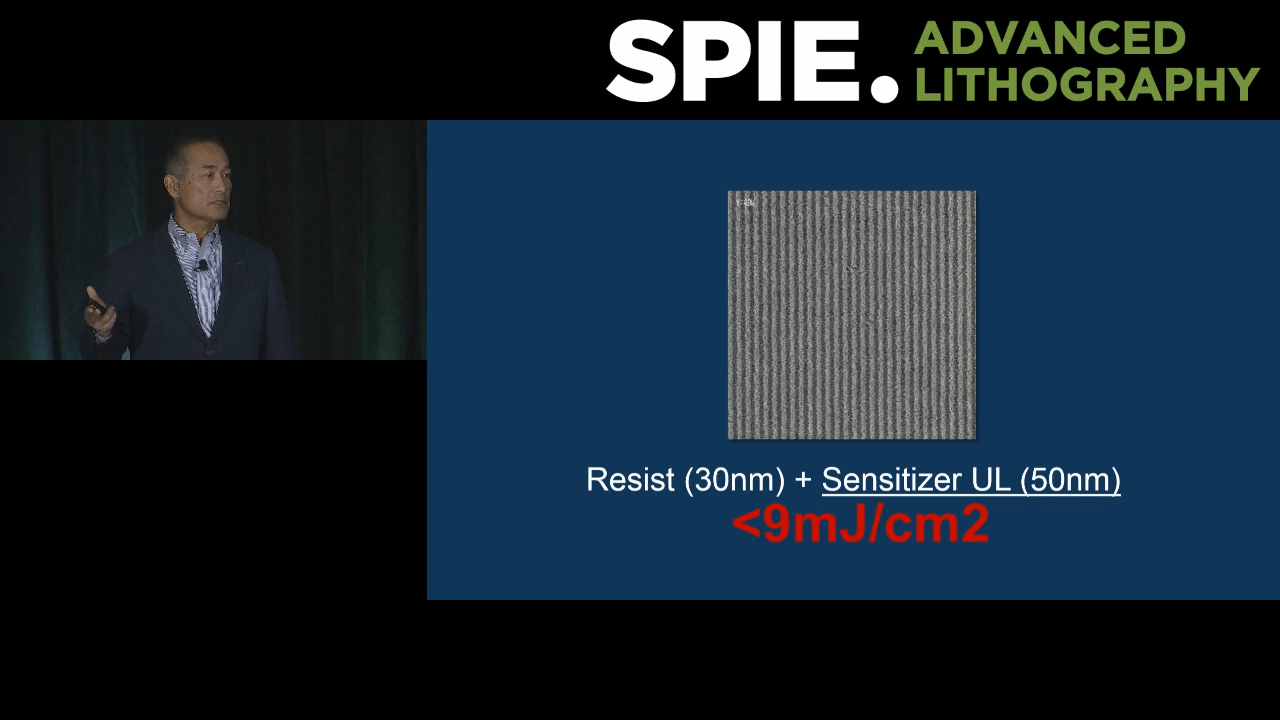 SPIE. ADVANCED
LITHOGRAPHY
Resist (30nm) + Sensitizer UL (50nm)
<9mJ/cm2